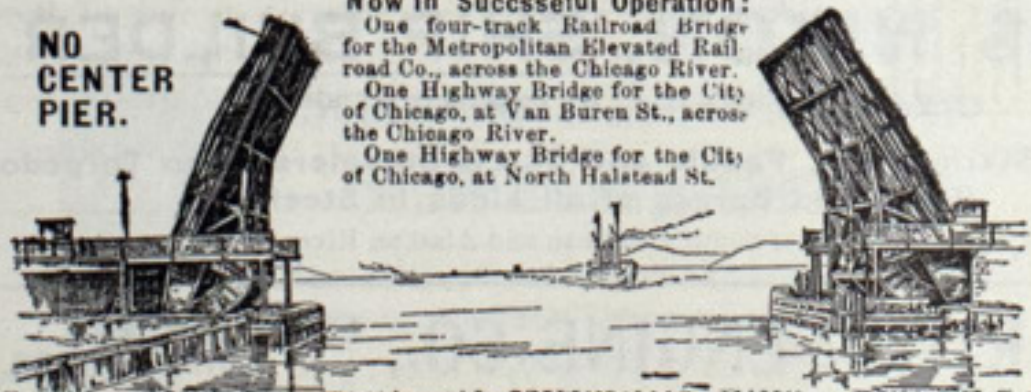 NO
CENTER
PIER.
Now in Succsseful Operation:
One four-track Railroad Bridge
for the Metropolitan Elevated Rail
road Co., across the Chicago River.
One Highway Bridge for the City
of Chicago, at Van Buren St., across
the Chicago River.
One Highway Bridge for the City
of Chicago, at North Halstead St.